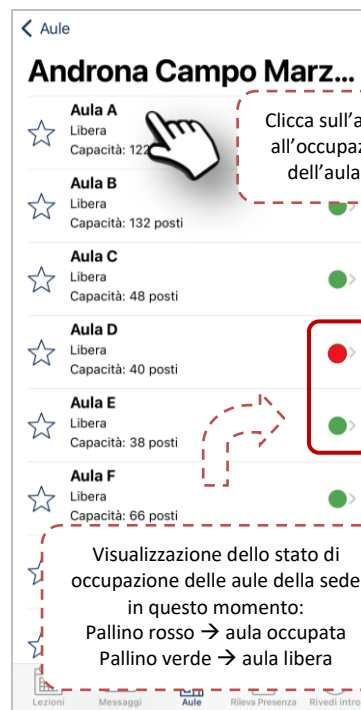 Aule
Androna Campo Marz...
Aula A
Libera
Capacità: 122
Clicca sull'a
all'occupaz
dell'aula
Aula B
Libera
Capacità: 132 posti
Aula C
Libera
Capacità: 48 posti
Aula D
Libera
Capacità: 40 posti
Aula E
Libera
Capacità: 38 posti
Aula F
Libera
Capacità: 66 posti
Visualizzazione dello stato di
occupazione delle aule della sede
in questo momento:
Pallino rosso → aula occupata
Pallino verde → aula libera
Lezioni Messaggi Aule Rileva Presenza Rivedi intro